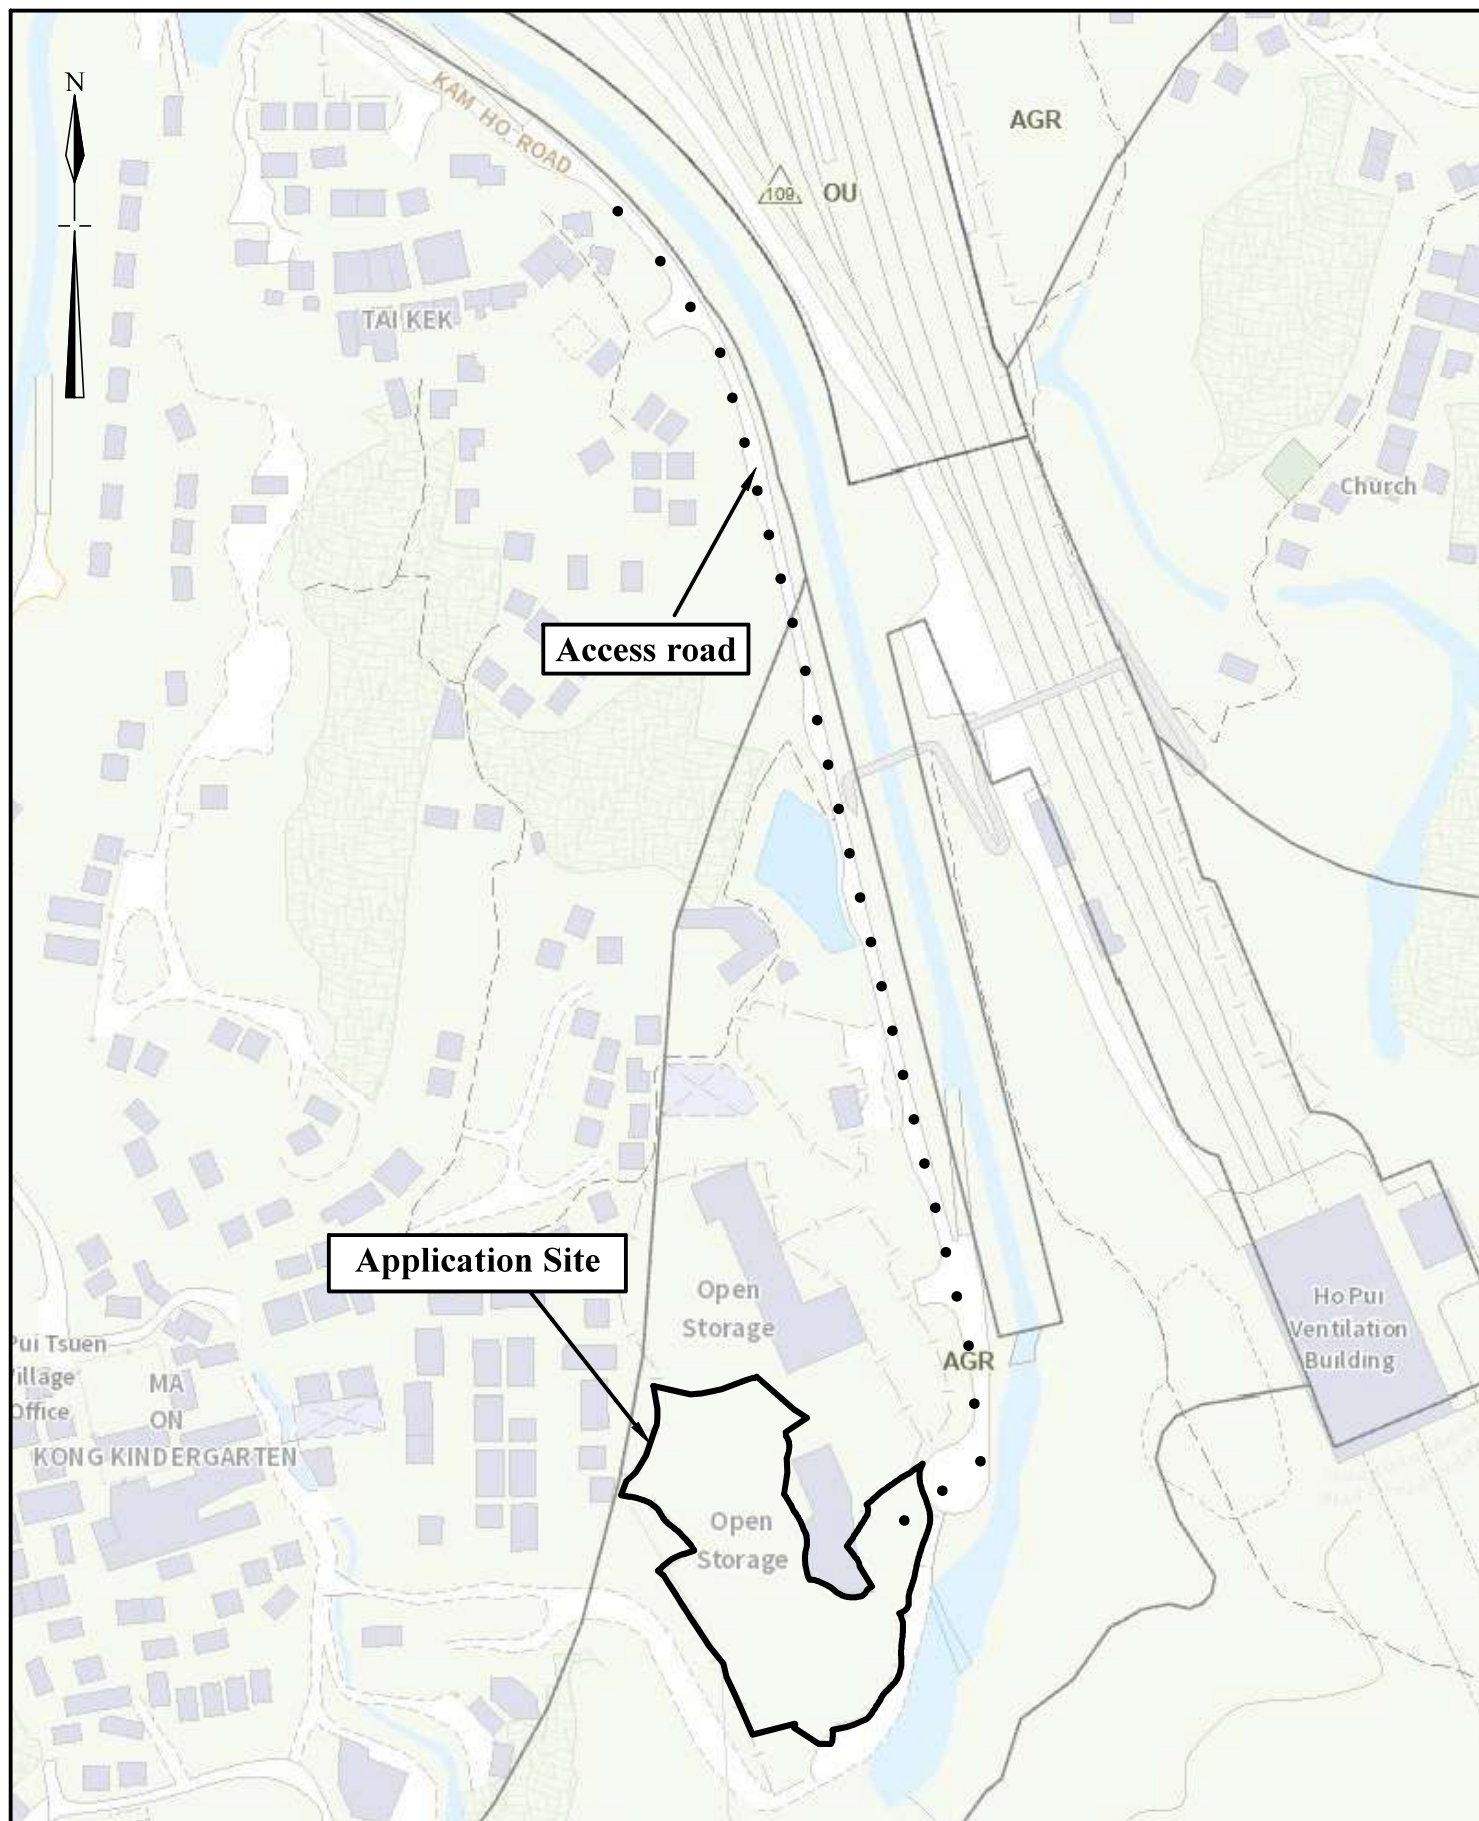 N
KAM HO ROAD
AGR
109
OU
TAI KEK
Church
Access road
Application Site
Open
Storage
Ho Pui
Ventilation
Building
AGR
Pui Tsuen
Village
Office
MA
ON
KONG KINDERGARTEN
Open
Storage